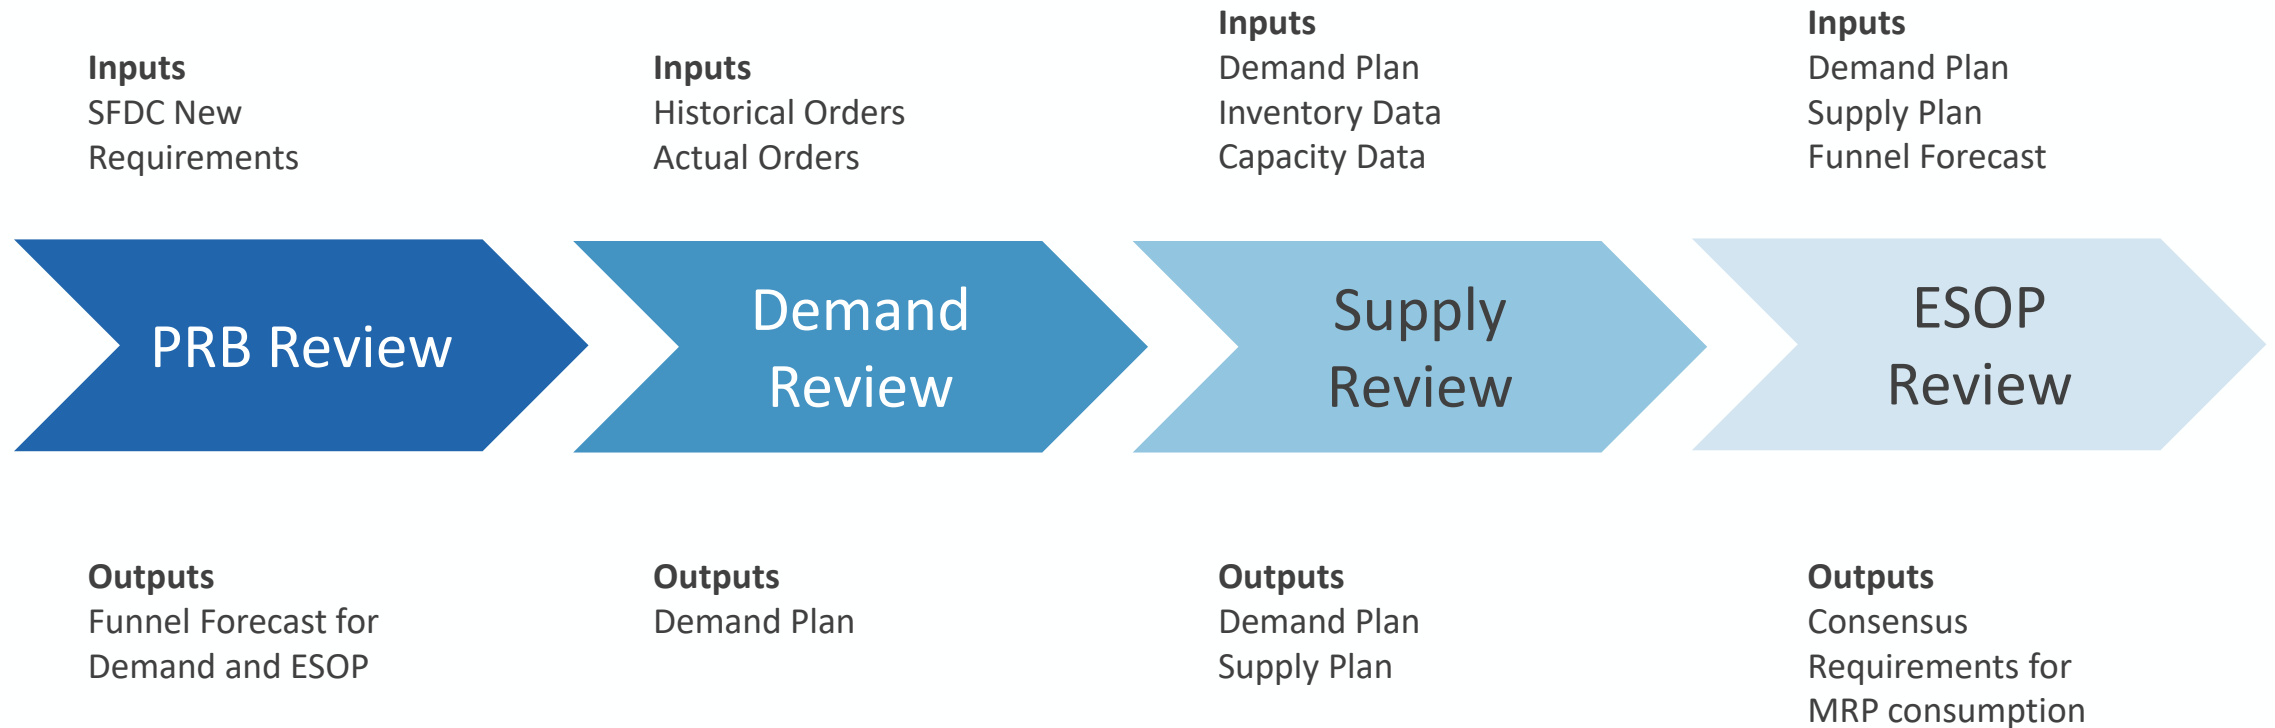 Inputs
SFDC New
Requirements
Inputs
Historical Orders
Actual Orders
Inputs
Demand Plan
Inventory Data
Capacity Data
Inputs
Demand Plan
Supply Plan
Funnel Forecast
PRB Review
Demand
Review
Supply
Review
ESOP
Review
Outputs
Funnel Forecast for
Demand and ESOP
Outputs
Demand Plan
Outputs
Demand Plan
Supply Plan
Outputs
Consensus
Requirements for
MRP consumption